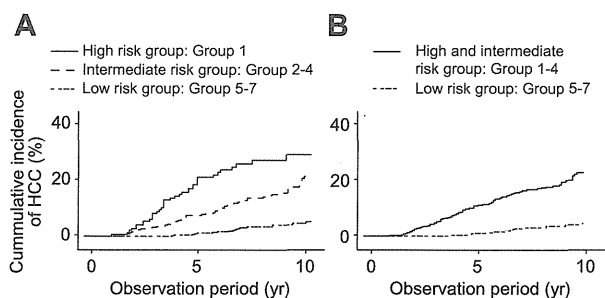 A
High risk group: Group 1
Intermediate risk group: Group 2-4
Low risk group: Group 5-7
Cummulative incidence
of HCC (%)
40
20
0
0
5
10
Observation period (yr)
B
High and intermediate
risk group: Group 1-4
Low risk group: Group 5-7
40
20
0
0
5
10
Observation period (yr)